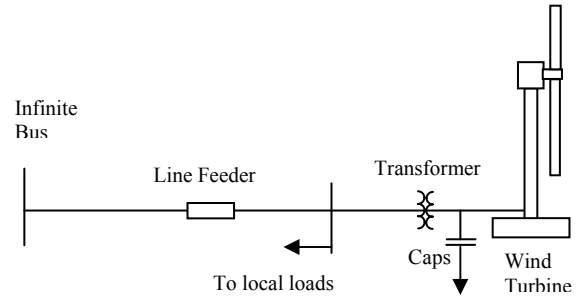 Infinite
Bus
Line Feeder
Transformer
To local loads
Caps
Wind
Turbine